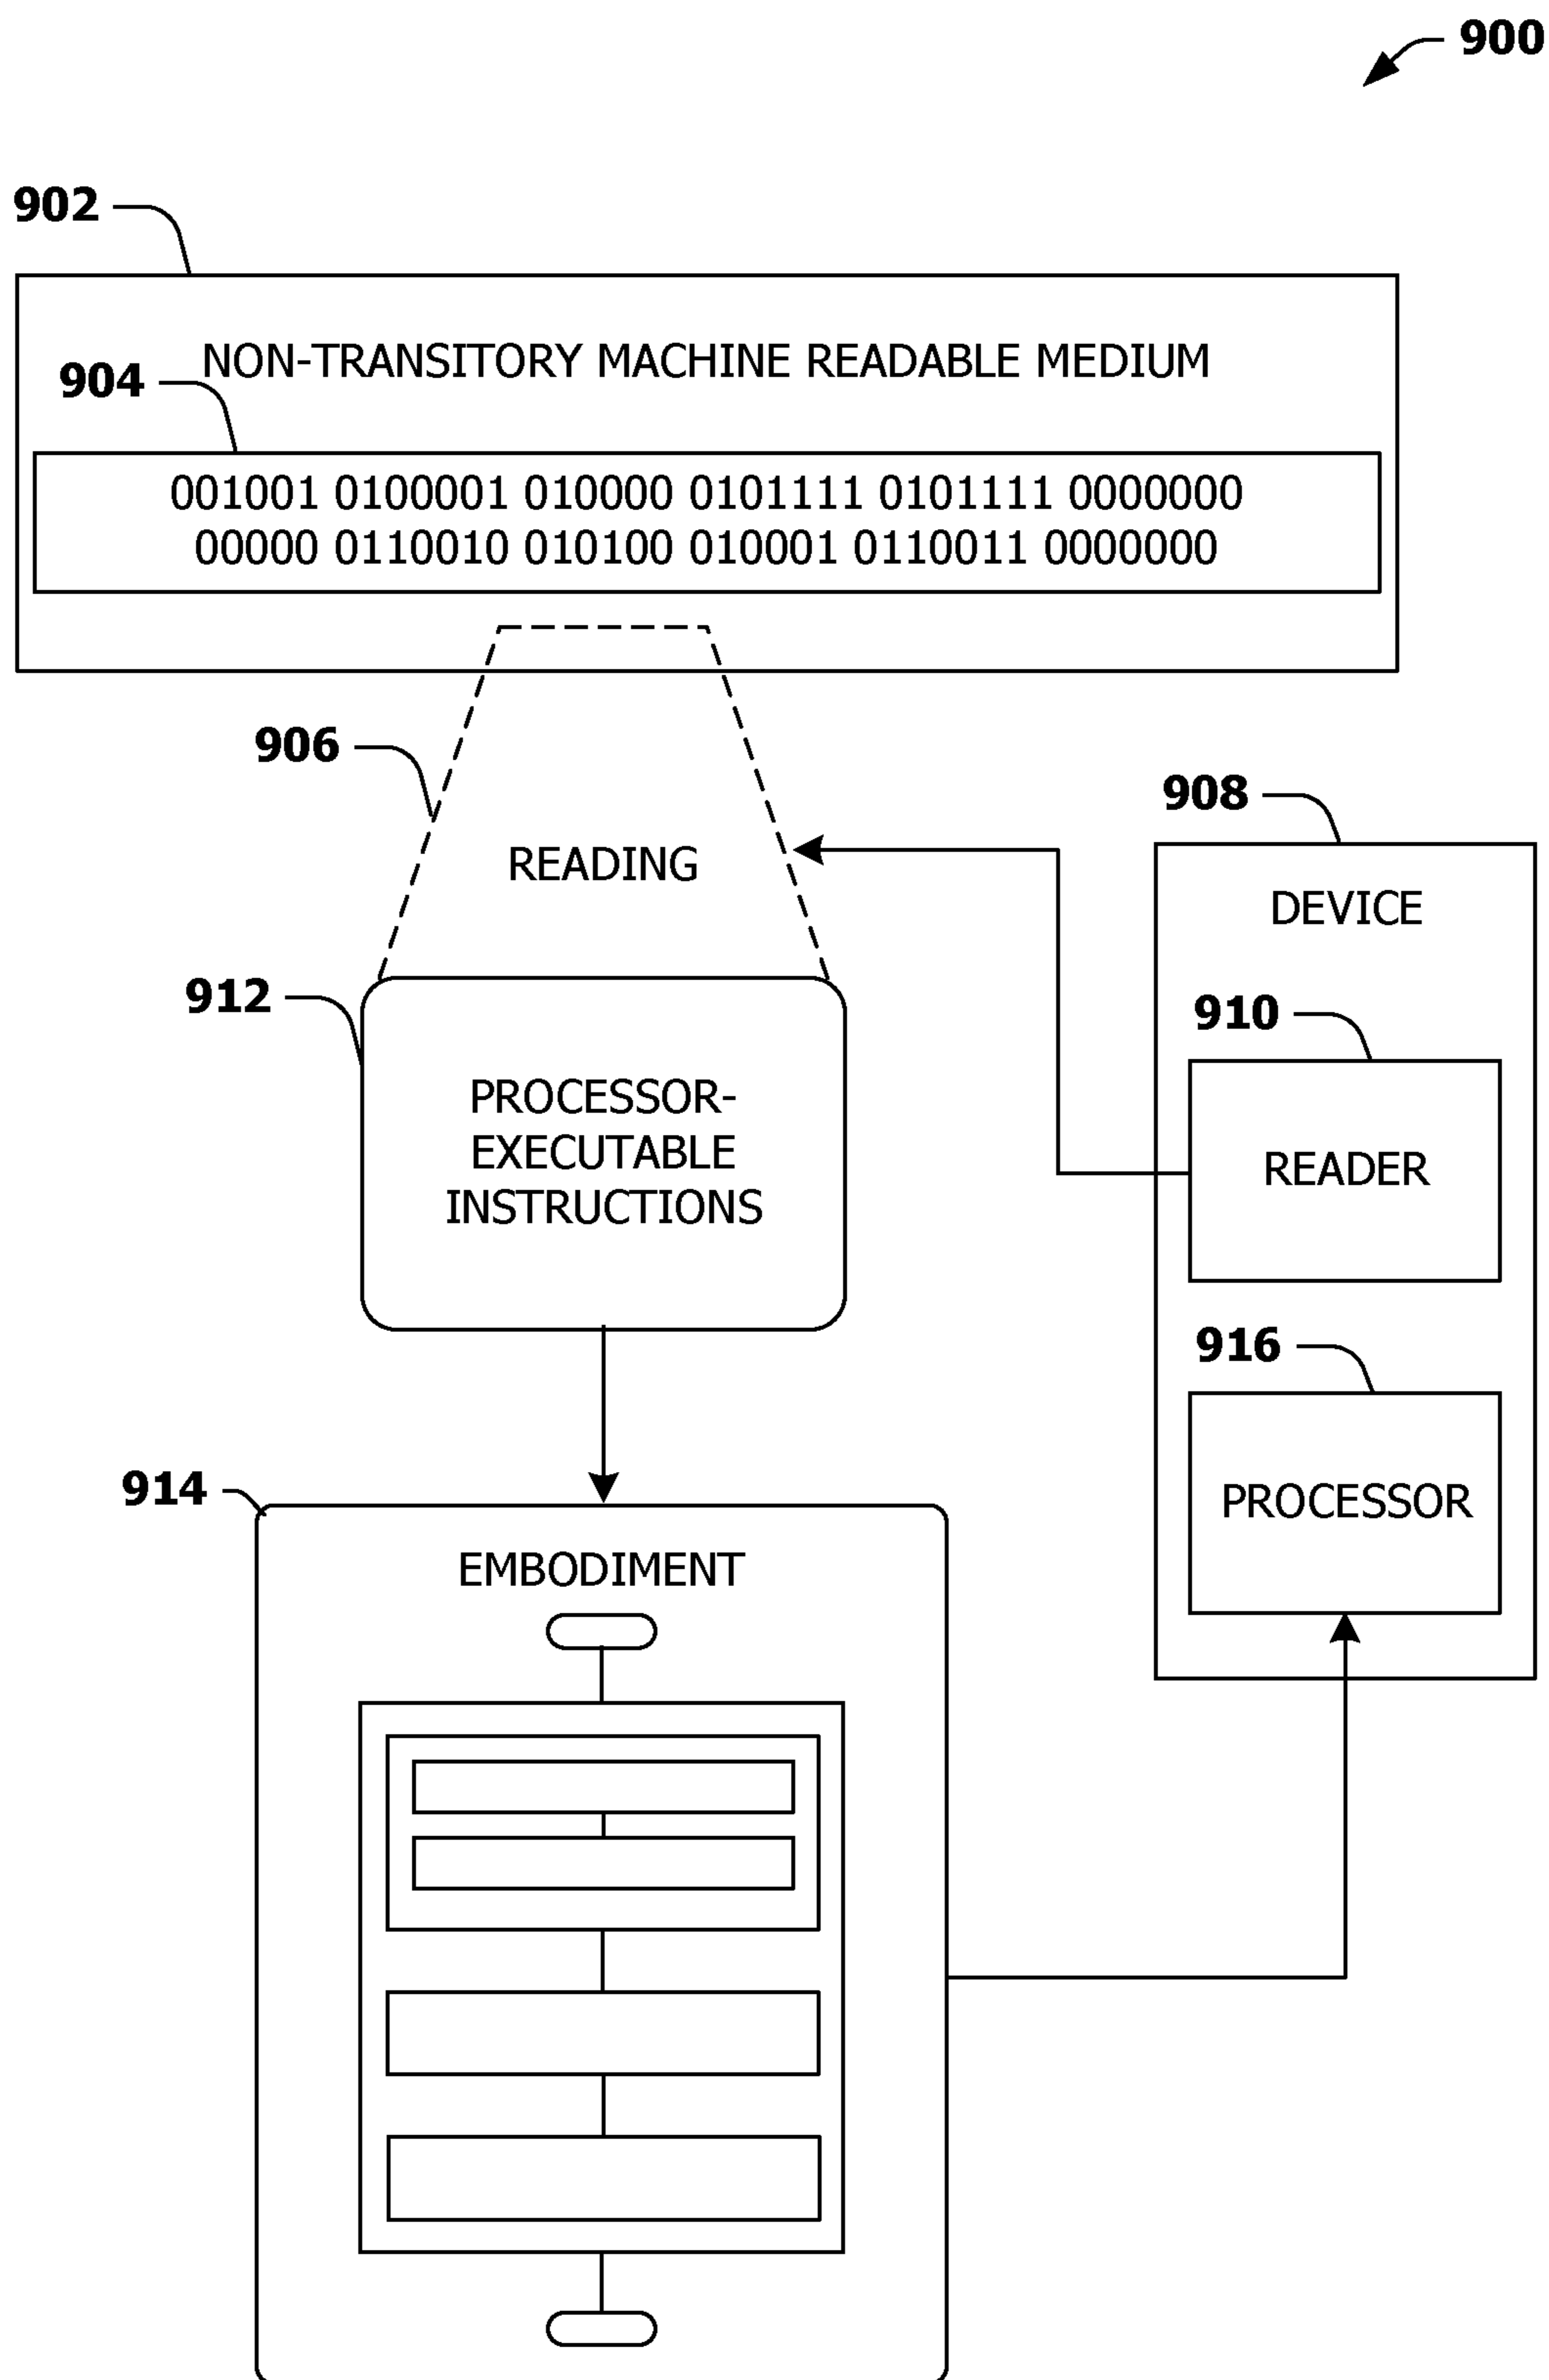 900
902
NON-TRANSITORY MACHINE READABLE MEDIUM
904
001001 0100001 010000 0101111 0101111 0000000
00000 0110010 010100 010001 0110011 0000000
906
READING
908
DEVICE
910
READER
912
PROCESSOR-
EXECUTABLE
INSTRUCTIONS
916
PROCESSOR
914
EMBODIMENT